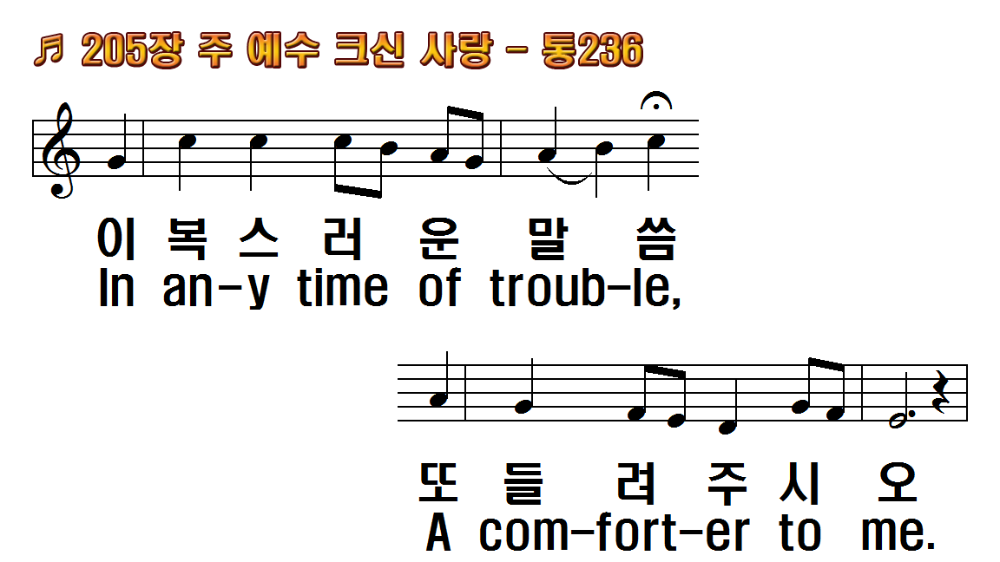 ♬ 205장 주 예수 크신 사랑 - 통236
이 복 스 러 운 말 씀
In an-y time of troub-le,
또 들 려 주 시 오
A com-fort-er to me.